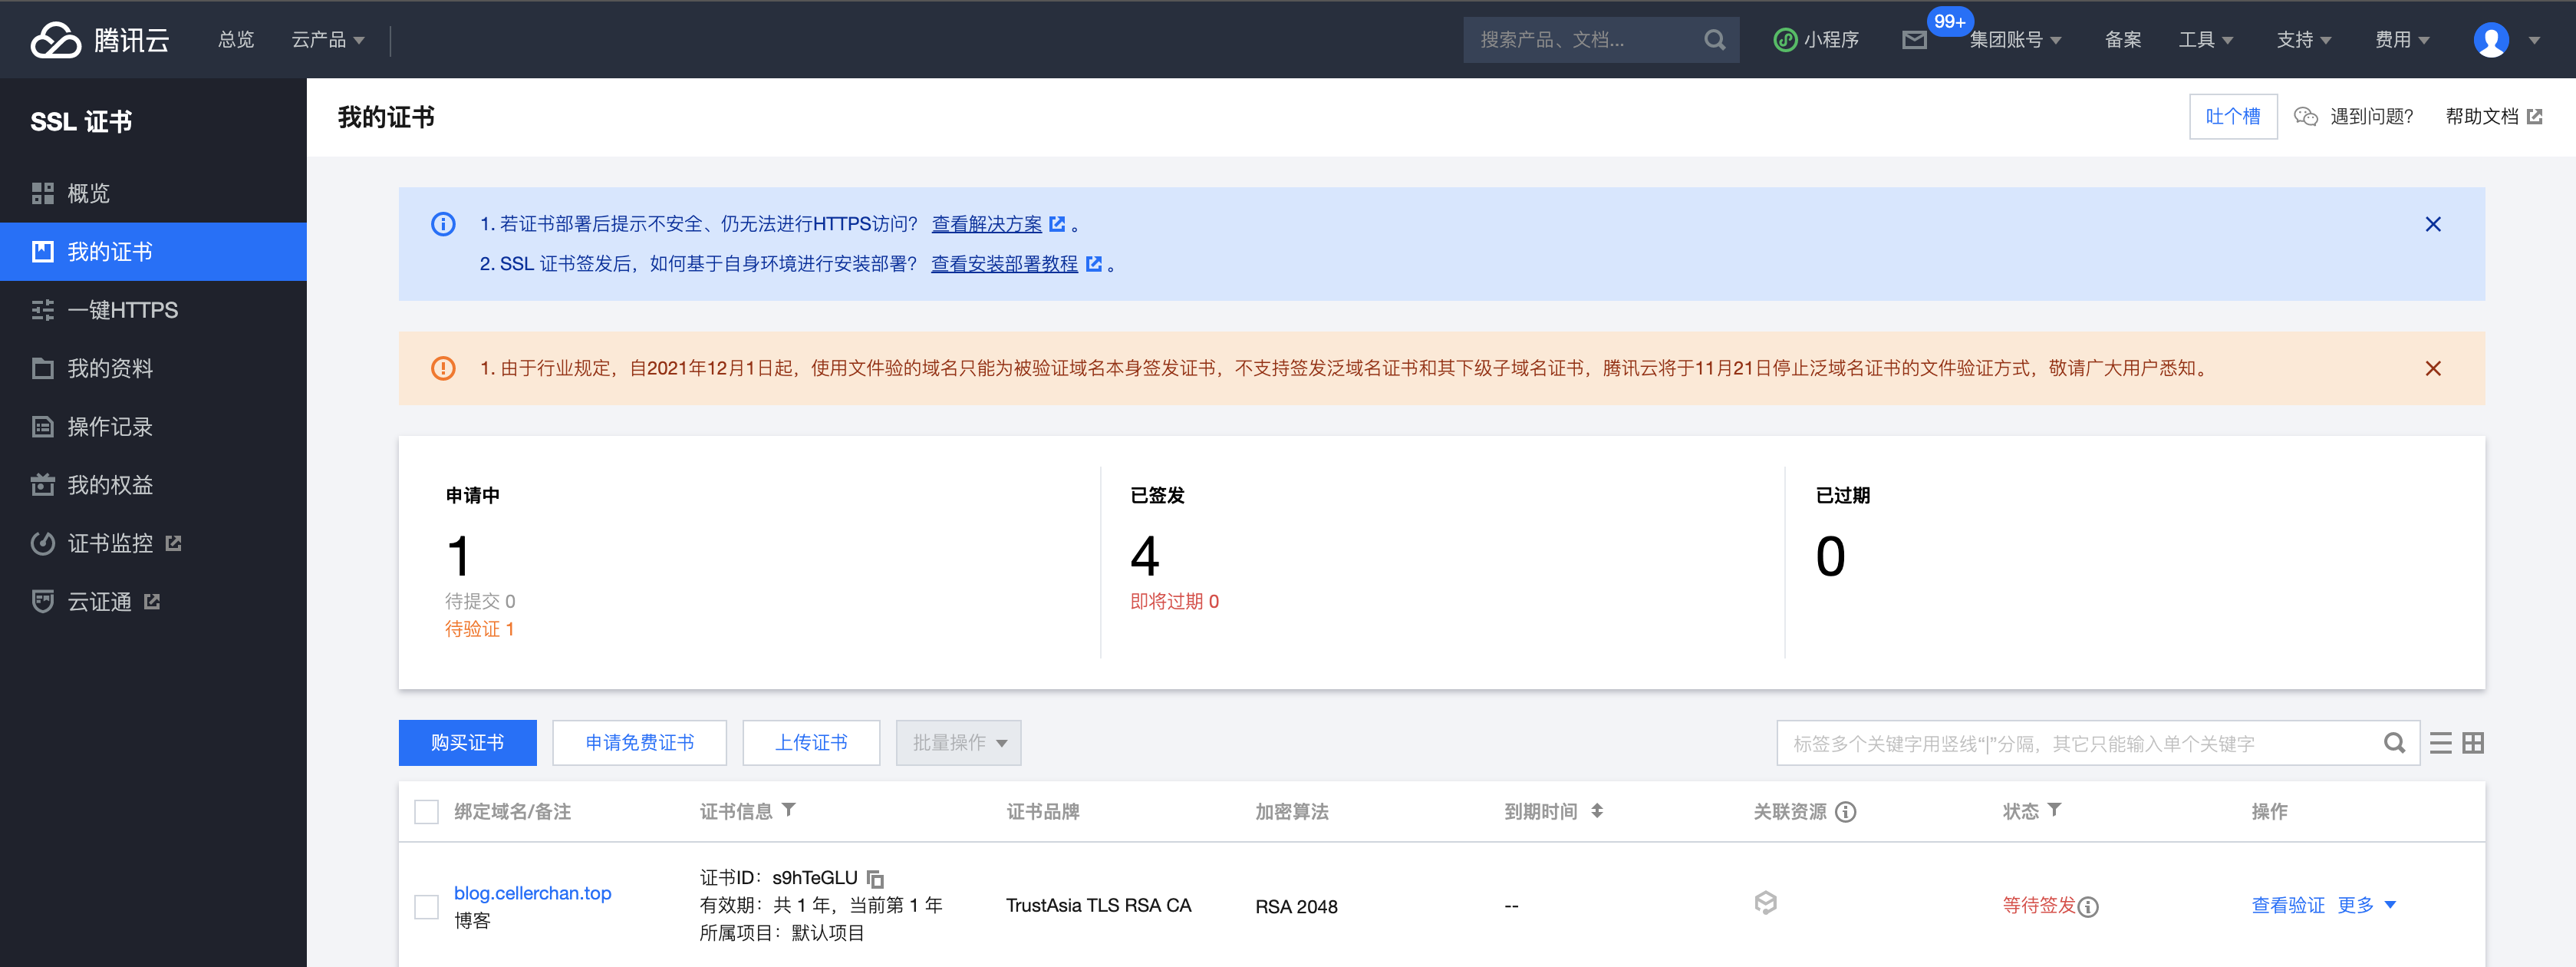 腾讯云
总览
云产品
搜索产品、文档...
小程序
99+
集团账号
备案
工具
支持
费用
SSL 证书
概览
我的证书
一键HTTPS
我的资料
操作记录
我的权益
证书监控
云证通
我的证书
吐个槽
遇到问题?
帮助文档
1. 若证书部署后提示不安全、仍无法进行HTTPS访问？ 查看解决方案 。
2. SSL 证书签发后，如何基于自身环境进行安装部署？ 查看安装部署教程 。
1. 由于行业规定，自2021年12月1日起，使用文件验的域名只能为被验证域名本身签发证书，不支持签发泛域名证书和其下级子域名证书，腾讯云将于11月21日停止泛域名证书的文件验证方式，敬请广大用户悉知。
申请中
1
待提交 0
待验证 1
已签发
4
即将过期 0
已过期
0
购买证书
申请免费证书
上传证书
批量操作
标签多个关键字用竖线“|”分隔，其它只能输入单个关键字
绑定域名/备注
证书信息
证书品牌
加密算法
到期时间
关联资源
状态
操作
blog.cellerchan.top
博客
证书ID：s9hTeGLU
有效期：共 1 年，当前第 1 年
所属项目：默认项目
TrustAsia TLS RSA CA
RSA 2048
--
等待签发
查看验证 更多